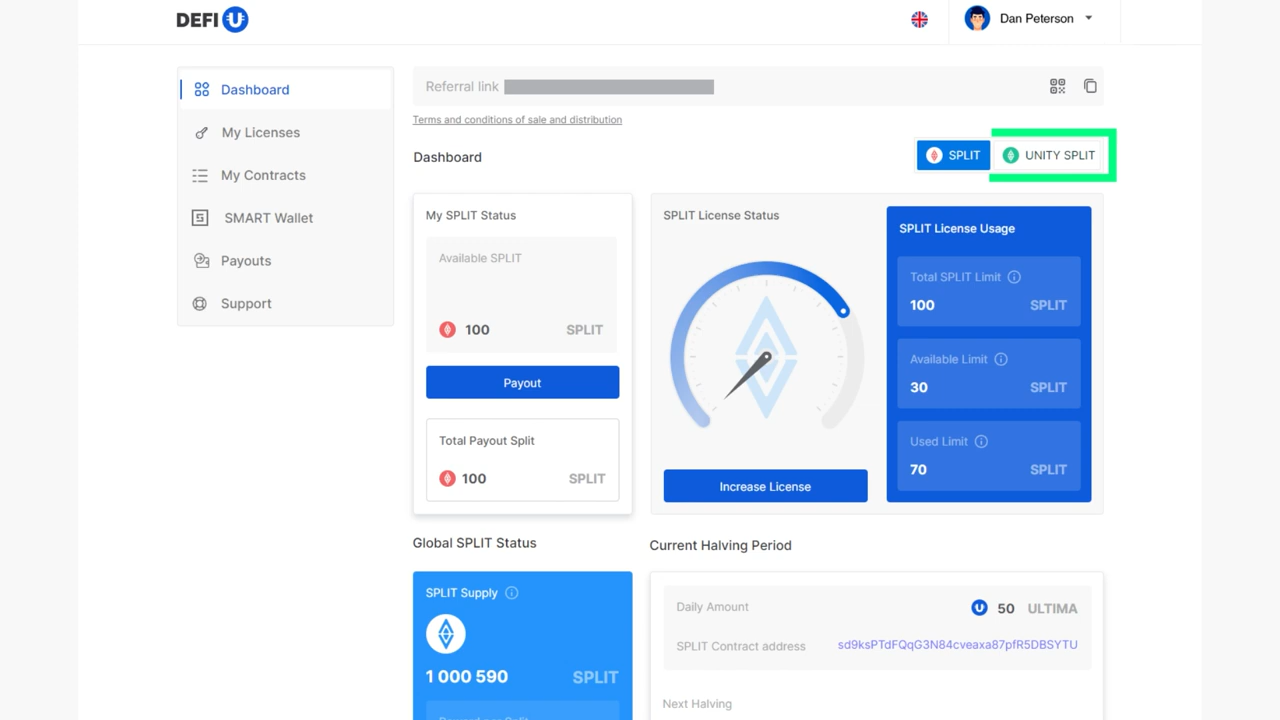 DEFI U
Dan Peterson
Dashboard
My Licenses
My Contracts
SMART Wallet
Payouts
Support
Referral link
Terms and conditions of sale and distribution
Dashboard
SPLIT
UNITY SPLIT
My SPLIT Status
Available SPLIT
100 SPLIT
Payout
Total Payout Split
100 SPLIT
SPLIT License Status
Increase License
SPLIT License Usage
Total SPLIT Limit
100 SPLIT
Available Limit
30 SPLIT
Used Limit
70 SPLIT
Global SPLIT Status
SPLIT Supply
1 000 590 SPLIT
Current Halving Period
Daily Amount
50 ULTIMA
SPLIT Contract address
sd9ksPTdFQqG3N84cveaxa87pfR5DBSYTU
Next Halving